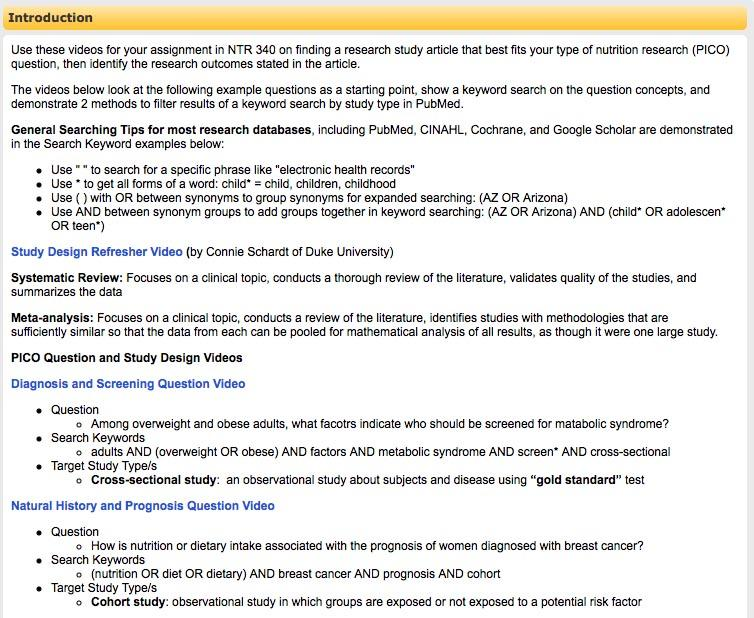 Introduction
Use these videos for your assignment in NTR 340 on finding a research study article that best fits your type of nutrition research (PICO)
question, then identify the research outcomes stated in the article.
The videos below look at the following example questions as a starting point, show a keyword search on the question concepts, and
demonstrate 2 methods to filter results of a keyword search by study type in PubMed.
General Searching Tips for most research databases, including PubMed, CINAHL, Cochrane, and Google Scholar are demonstrated
in the Search Keyword examples below:
• Use " " to search for a specific phrase like "electronic health records"
• Use * to get all forms of a word: child* = child, children, childhood
• Use ( ) with OR between synonyms to group synonyms for expanded searching: (AZ OR Arizona)
• Use AND between synonym groups to add groups together in keyword searching: (AZ OR Arizona) AND (child* OR adolescen*
OR teen*)
Study Design Refresher Video (by Connie Schardt of Duke University)
Systematic Review: Focuses on a clinical topic, conducts a thorough review of the literature, validates quality of the studies, and
summarizes the data
Meta-analysis: Focuses on a clinical topic, conducts a review of the literature, identifies studies with methodologies that are
sufficiently similar so that the data from each can be pooled for mathematical analysis of all results, as though it were one large study.
PICO Question and Study Design Videos
Diagnosis and Screening Question Video
• Question
○ Among overweight and obese adults, what facotrs indicate who should be screened for matabolic syndrome?
• Search Keywords
○ adults AND (overweight OR obese) AND factors AND metabolic syndrome AND screen* AND cross-sectional
• Target Study Type/s
○ Cross-sectional study: an observational study about subjects and disease using “gold standard” test
Natural History and Prognosis Question Video
• Question
○ How is nutrition or dietary intake associated with the prognosis of women diagnosed with breast cancer?
• Search Keywords
○ (nutrition OR diet OR dietary) AND breast cancer AND prognosis AND cohort
• Target Study Type/s
○ Cohort study: observational study in which groups are exposed or not exposed to a potential risk factor